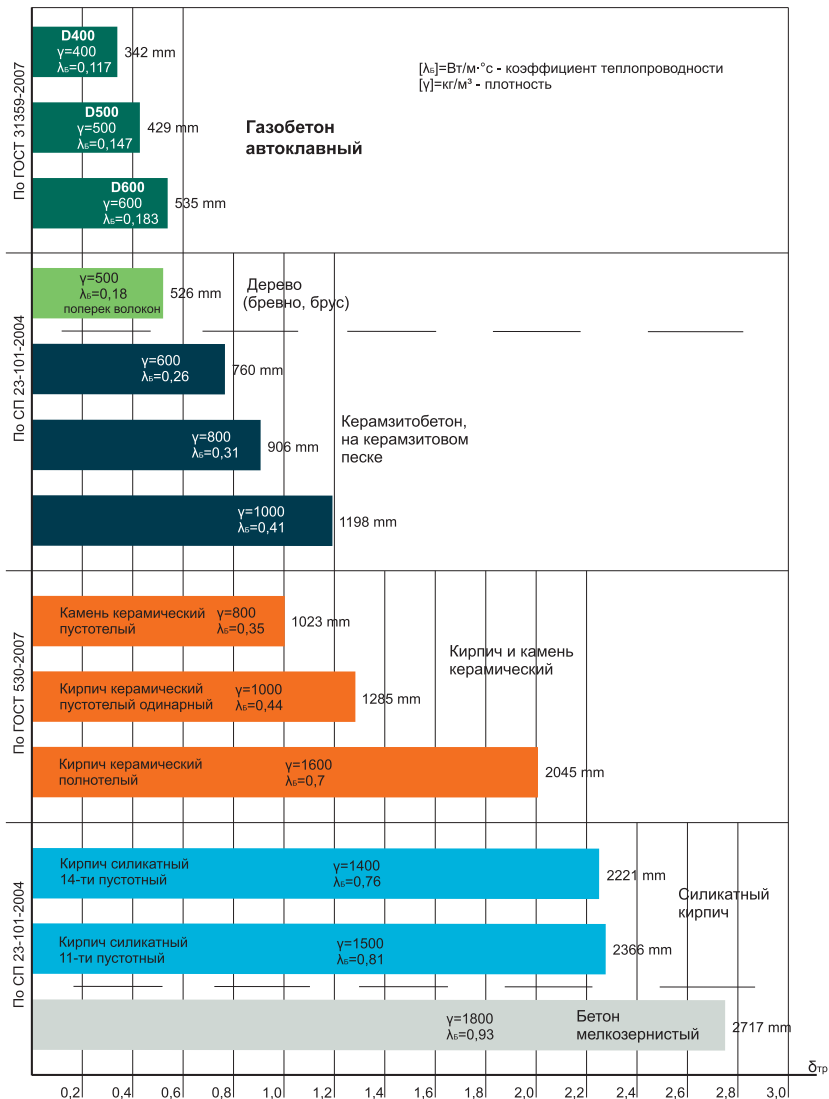 По ГОСТ 31359-2007
D400
γ=400
λБ=0,117
342 mm
[λБ]=Вт/м·°с - коэффициент теплопроводности
[γ]=кг/м³ - плотность
D500
γ=500
λБ=0,147
429 mm
Газобетон
автоклавный
D600
γ=600
λБ=0,183
535 mm
По СП 23-101-2004
γ=500
λБ=0,18
поперек волокон
526 mm
Дерево
(бревно, брус)
γ=600
λБ=0,26
760 mm
γ=800
λБ=0,31
906 mm
Керамзитобетон,
на керамзитовом
песке
γ=1000
λБ=0,41
1198 mm
По ГОСТ 530-2007
Камень керамический
пустотелый
γ=800
λБ=0,35
1023 mm
Кирпич и камень
керамический
Кирпич керамический
пустотелый одинарный
γ=1000
λБ=0,44
1285 mm
Кирпич керамический
полнотелый
γ=1600
λБ=0,7
2045 mm
По СП 23-101-2004
Кирпич силикатный
14-ти пустотный
γ=1400
λБ=0,76
2221 mm
Силикатный
кирпич
Кирпич силикатный
11-ти пустотный
γ=1500
λБ=0,81
2366 mm
γ=1800
λБ=0,93
Бетон
мелкозернистый
2717 mm
δтр
0,2 0,4 0,6 0,8 1,0 1,2 1,4 1,6 1,8 2,0 2,2 2,4 2,6 2,8 3,0